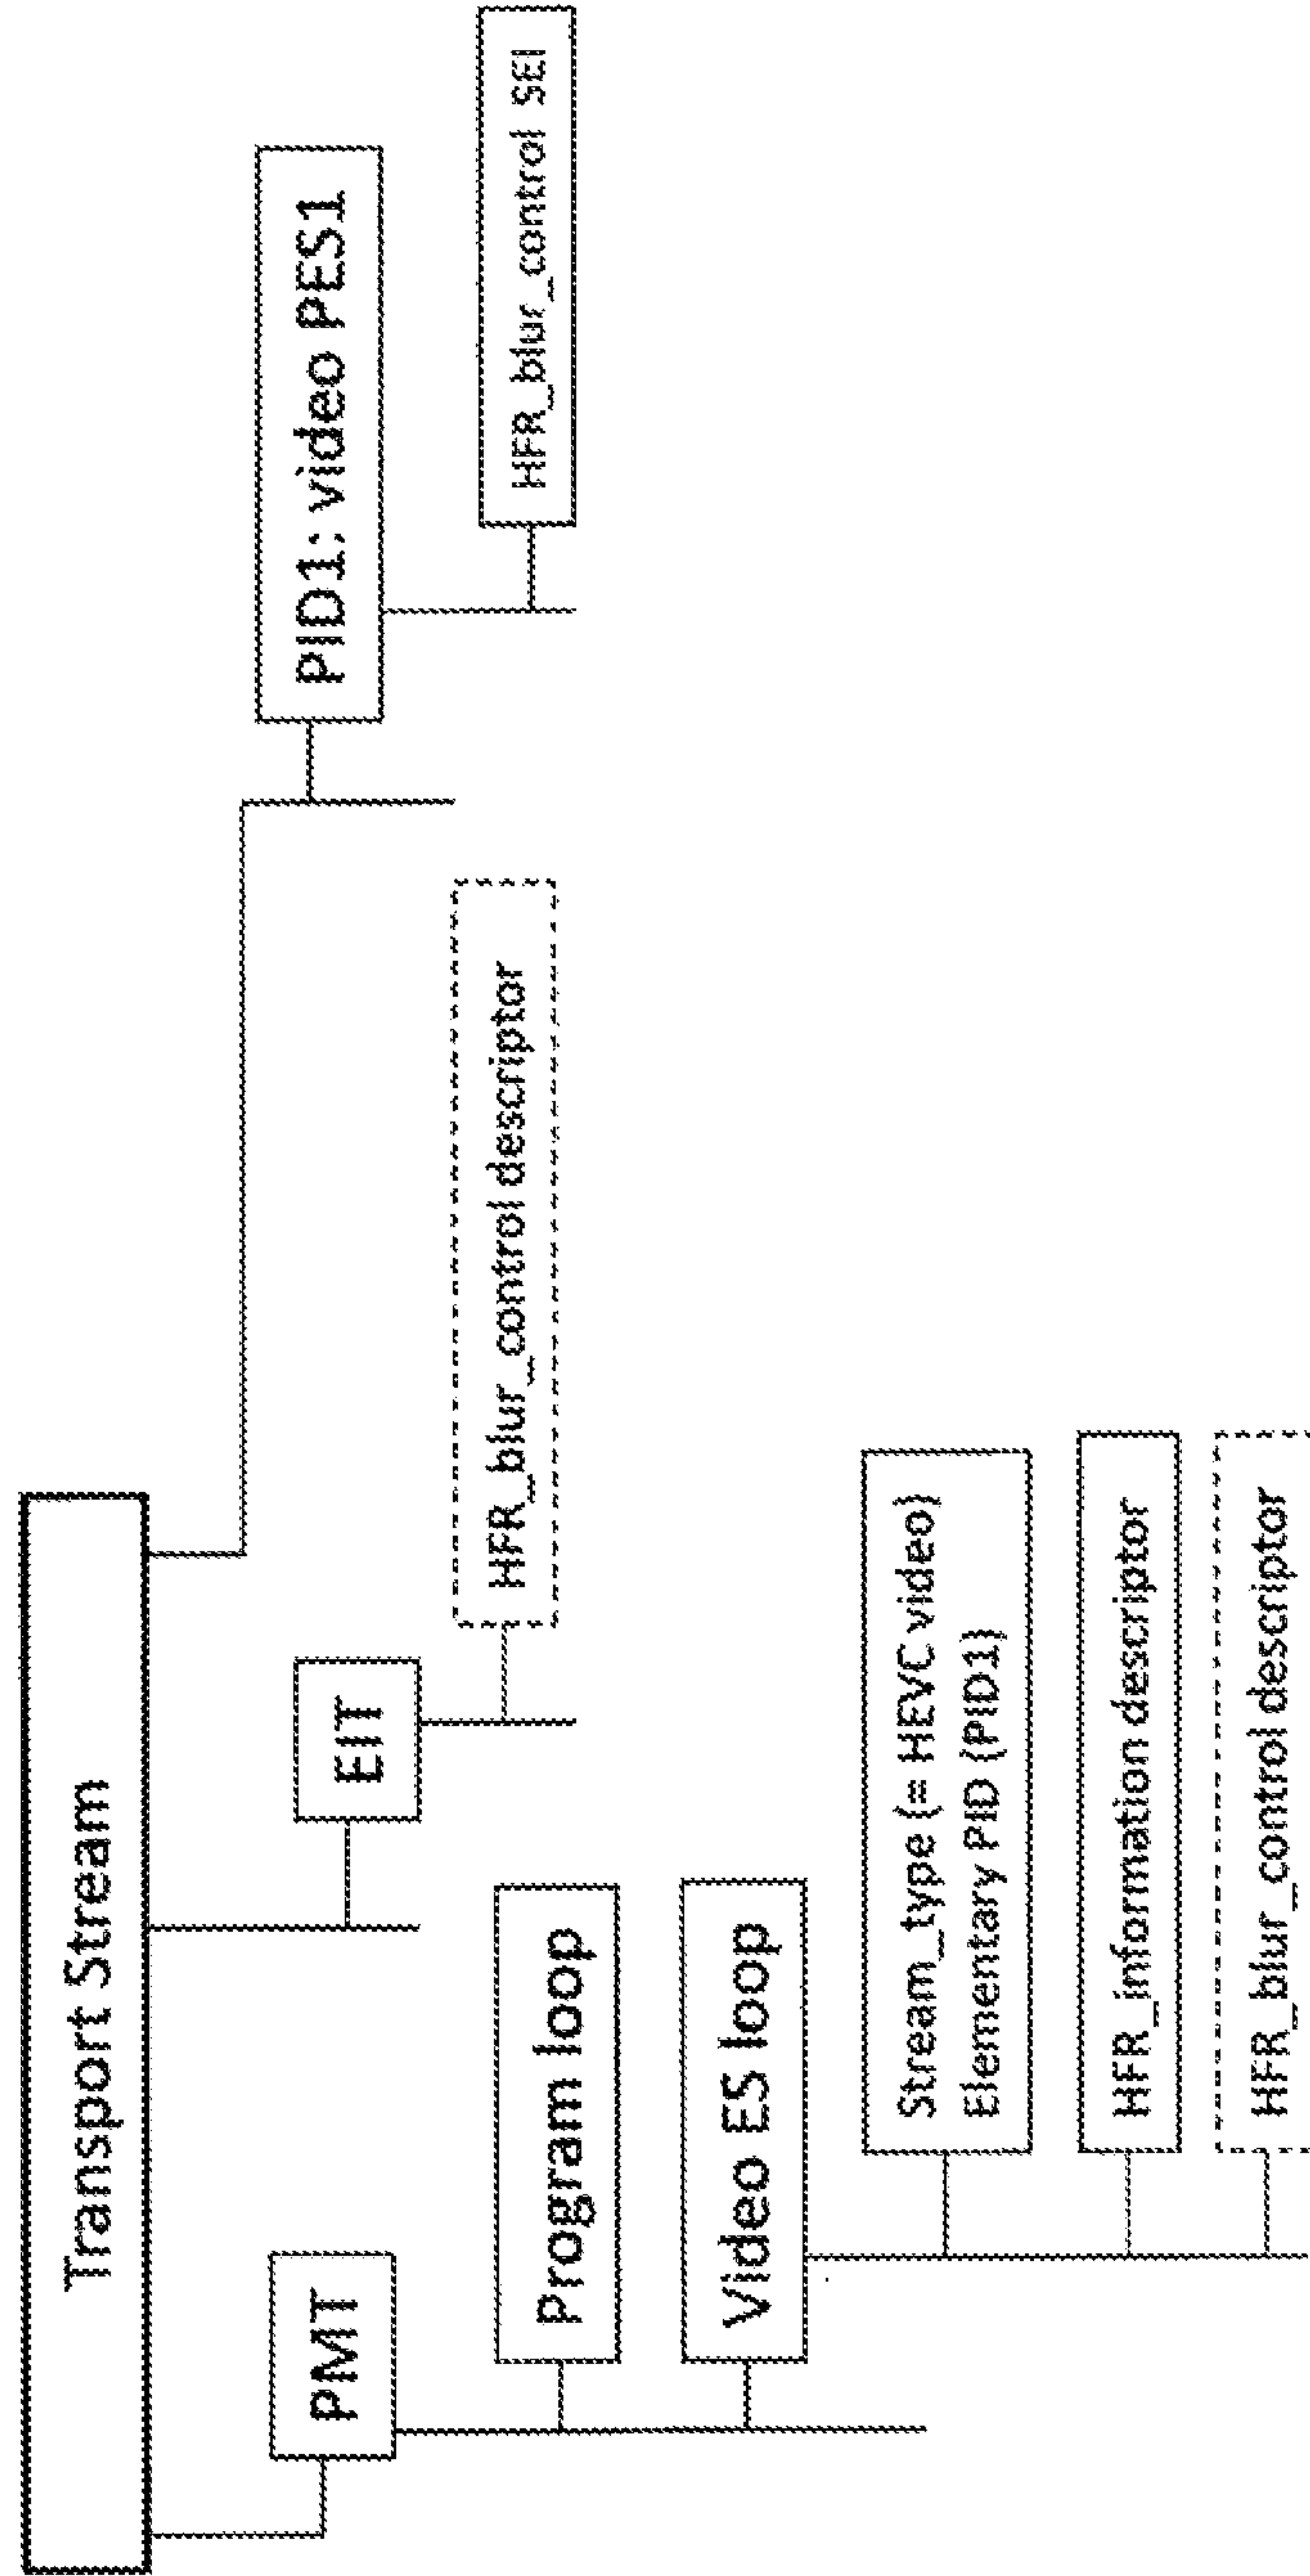 Transport Stream
PMT
Program loop
Video ES loop
Stream_type (= HEVC video)
Elementary PID (PID1)
HFR_information descriptor
HFR_blur_control descriptor
EIT
HFR_blur_control descriptor
PID1: video PES1
HFR_blur_control SEI